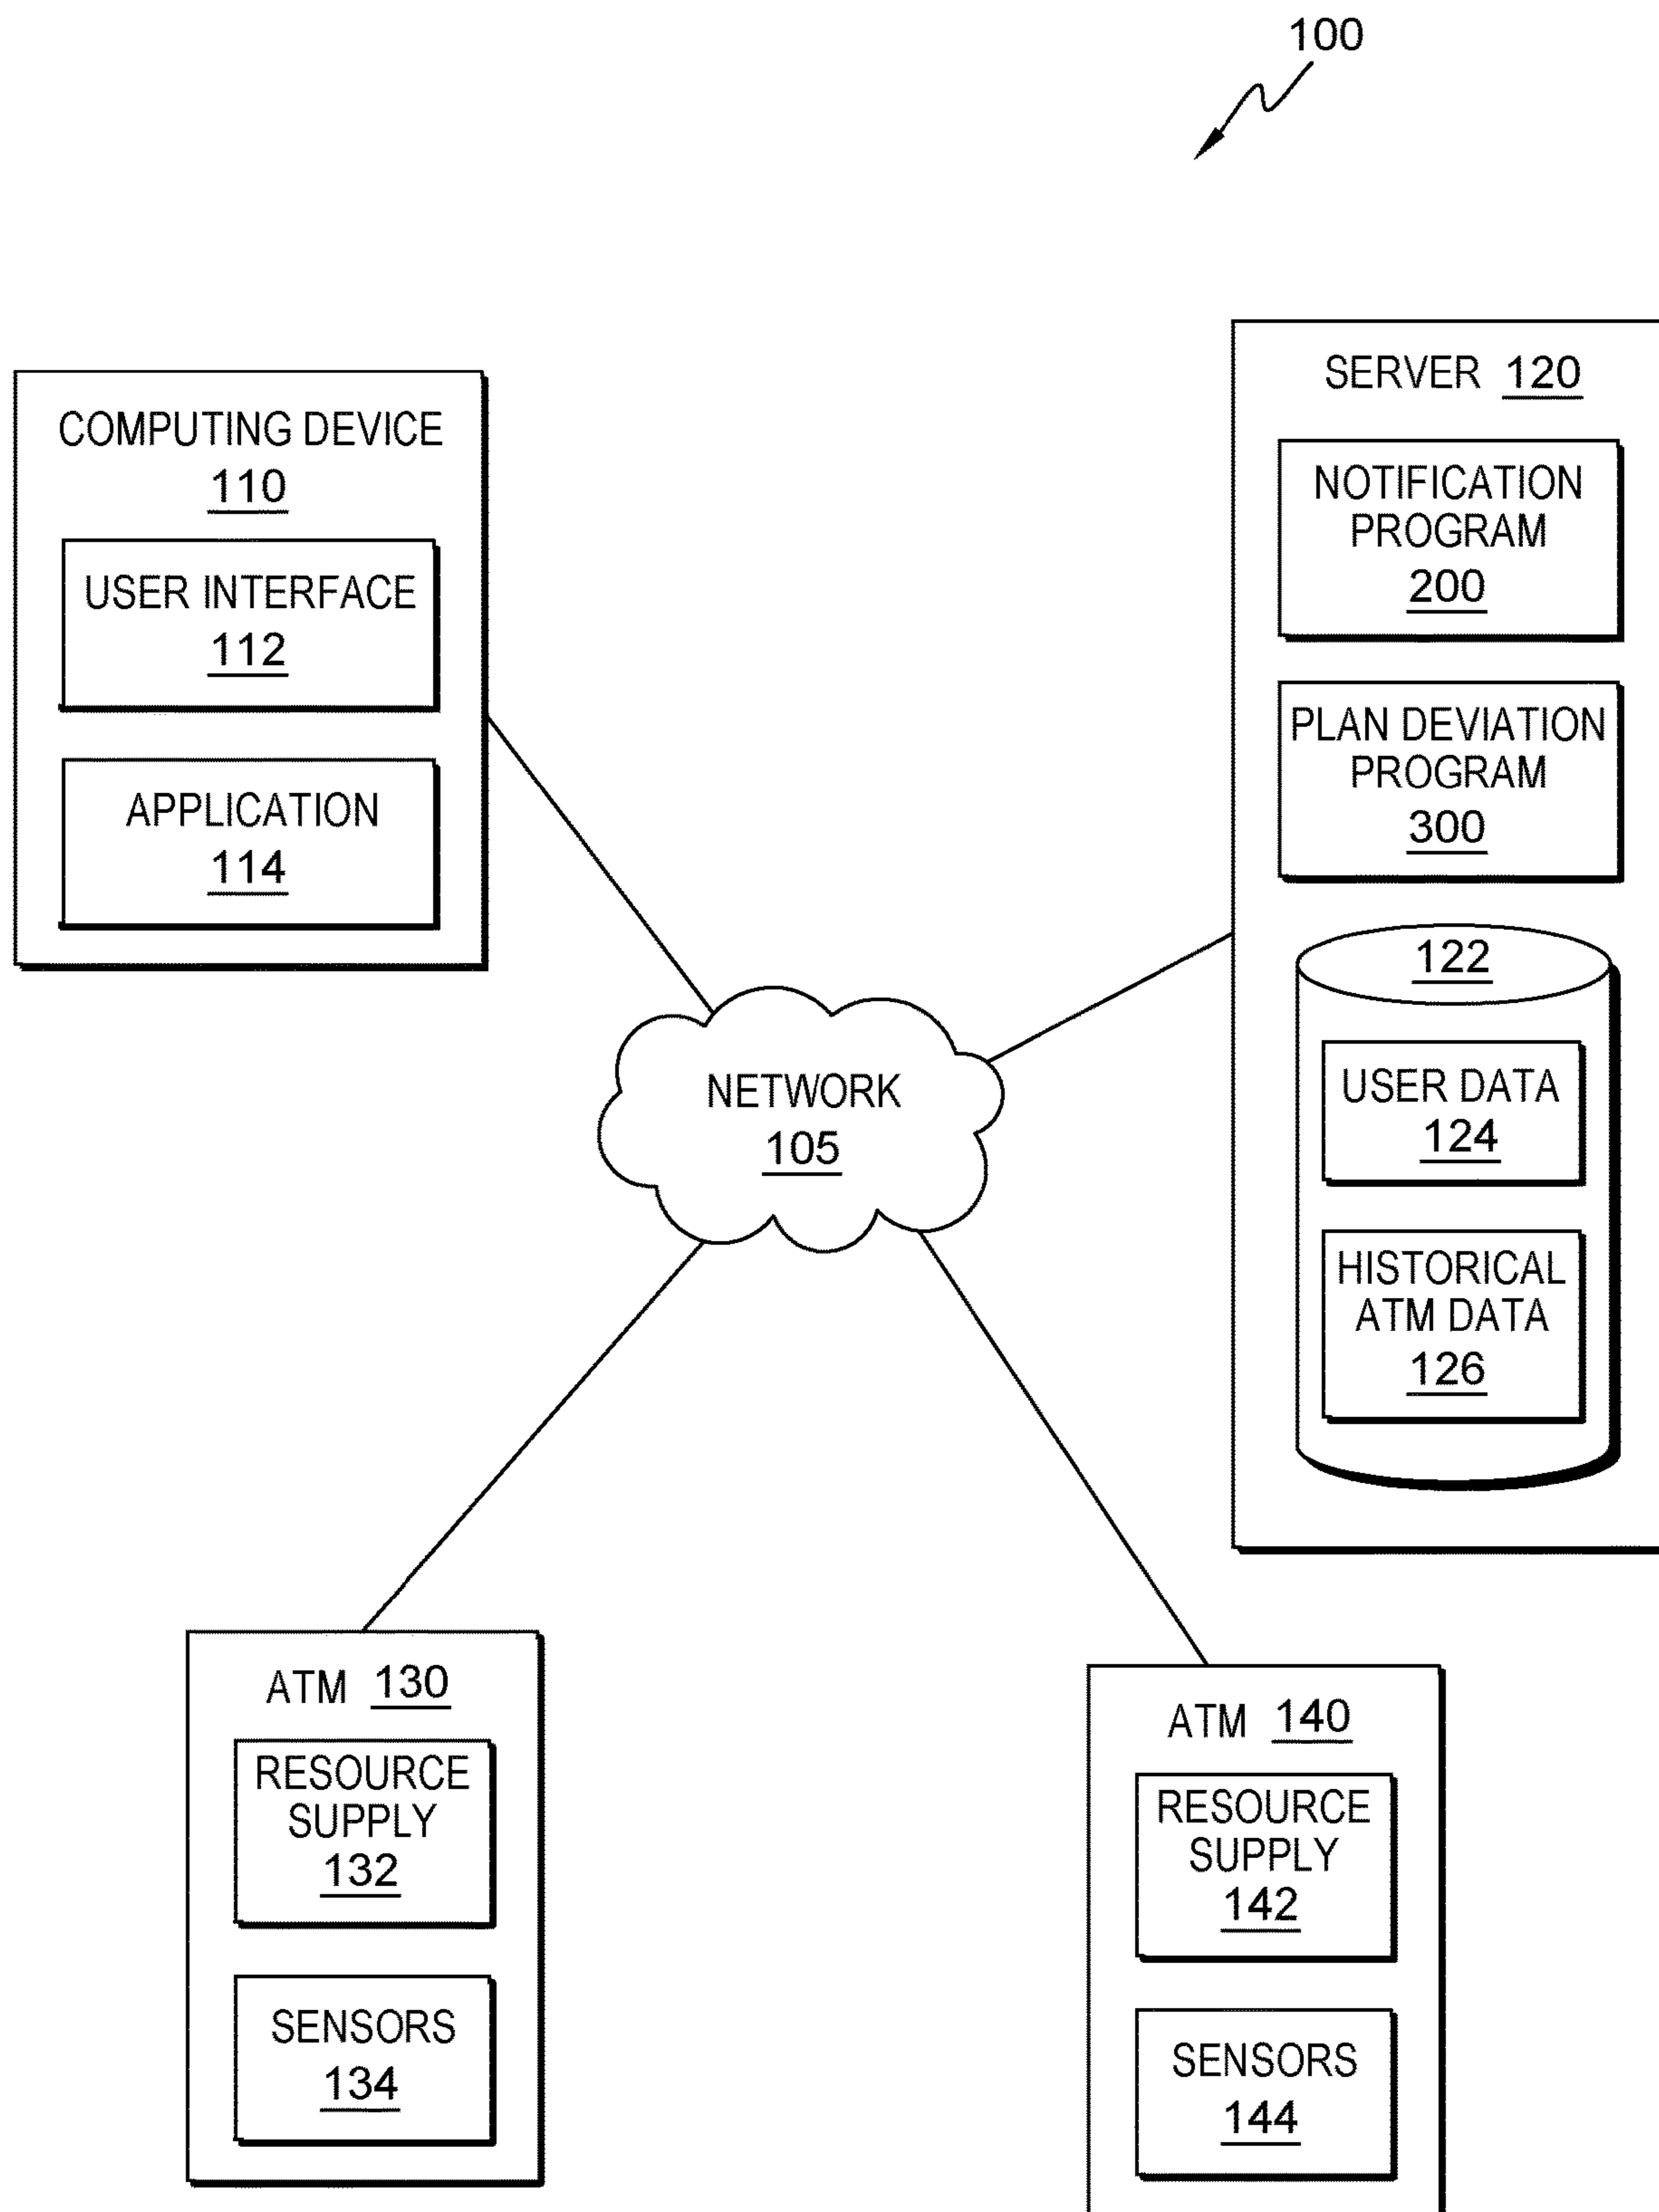 100
COMPUTING DEVICE
110
USER INTERFACE
112
APPLICATION
114
SERVER 120
NOTIFICATION
PROGRAM
200
PLAN DEVIATION
PROGRAM
300
122
USER DATA
124
HISTORICAL
ATM DATA
126
NETWORK
105
ATM 130
RESOURCE
SUPPLY
132
SENSORS
134
ATM 140
RESOURCE
SUPPLY
142
SENSORS
144